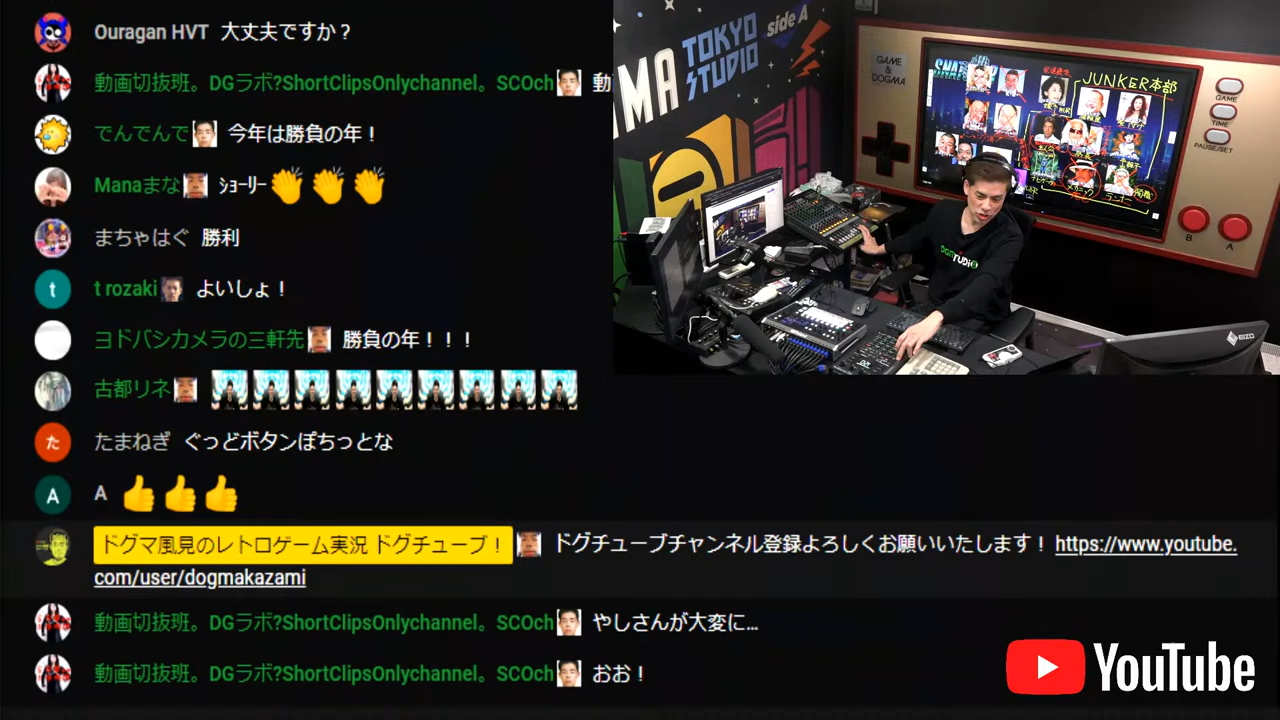 Ouragan HVT 大丈夫ですか？
動画切抜班。DGラボ?ShortClipsOnlychannel。SCOch 動
でんでんで 今年は勝負の年！
Manaまな ｼｮｰﾘｰ👏👏👏
まちゃはぐ 勝利
t rozaki よいしょ！
ヨドバシカメラの三軒先 勝負の年！！！
古都リネ
たまねぎ ぐっどボタンぽちっとな
A 👍👍👍
ドグマ風見のレトロゲーム実況 ドグチューブ！ ドグチューブチャンネル登録よろしくお願いいたします！ https://www.youtube.
com/user/dogmakazami
動画切抜班。DGラボ?ShortClipsOnlychannel。SCOch やしさんが大変に...
動画切抜班。DGラボ?ShortClipsOnlychannel。SCOch おお！
t
た
A
MA
TOKYO
STUDIO
side A
GAME
&
DOGMA
JUNKER本部
GAME
TIME
PAUSE/SET
B
A
EIZO
YouTube